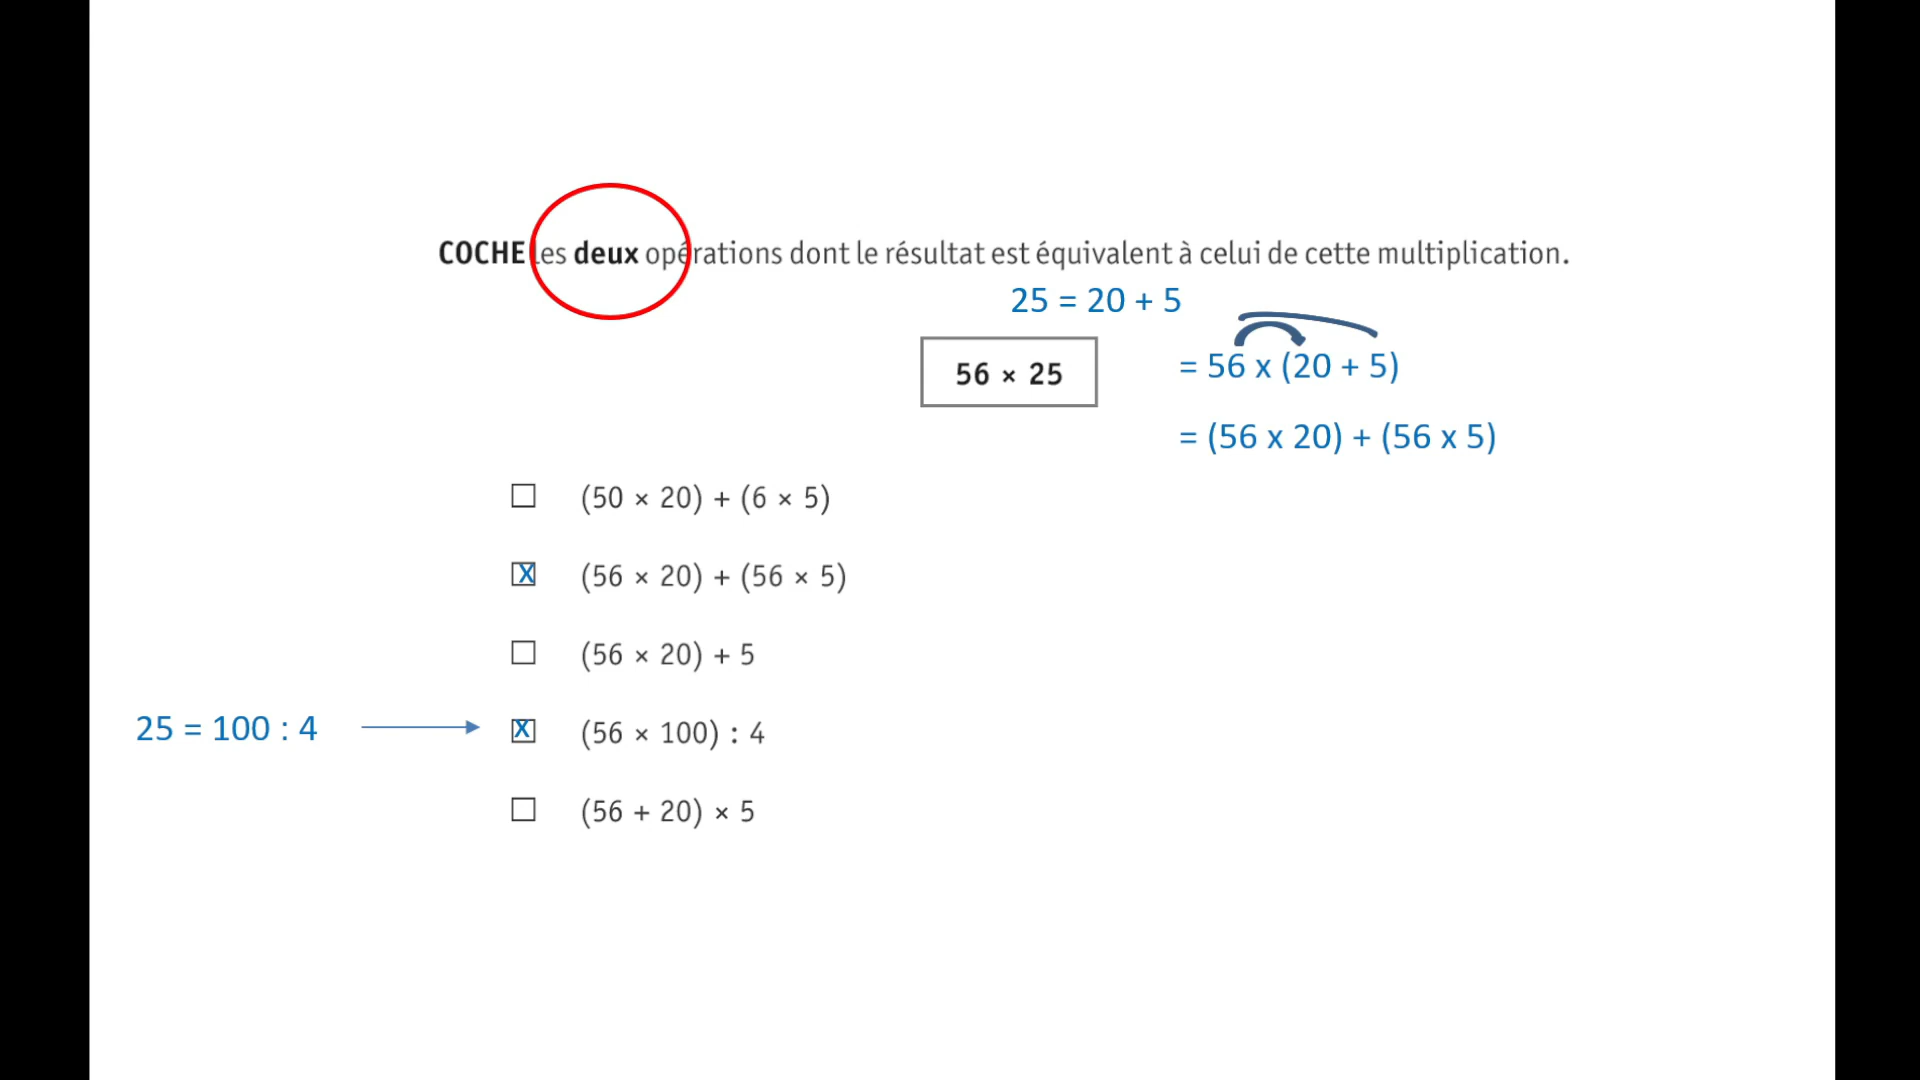 COCHE les deux opérations dont le résultat est équivalent à celui de cette multiplication.
25 = 20 + 5
56 × 25
= 56 x (20 + 5)
= (56 x 20) + (56 x 5)
(50 × 20) + (6 × 5)
X (56 × 20) + (56 × 5)
(56 × 20) + 5
25 = 100 : 4 X (56 × 100) : 4
(56 + 20) × 5